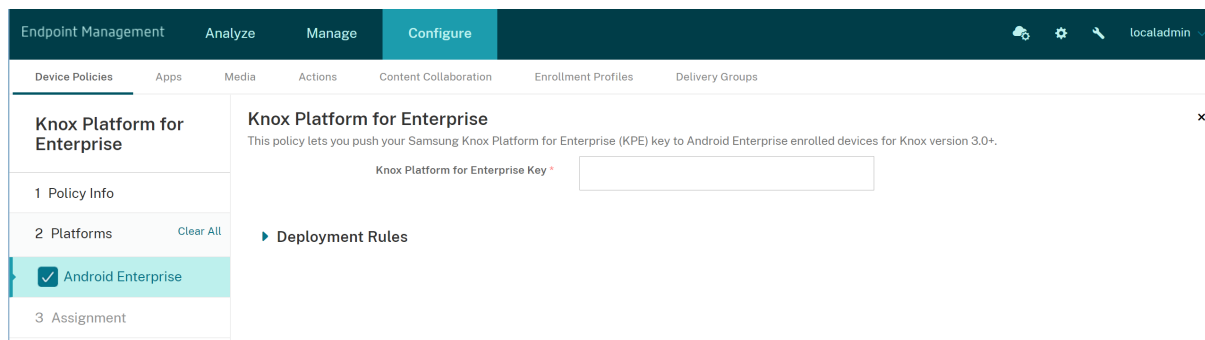 Endpoint Management Analyze Manage Configure localadmin
Device Policies Apps Media Actions Content Collaboration Enrollment Profiles Delivery Groups
Knox Platform for
Enterprise
1 Policy Info
2 Platforms Clear All
Android Enterprise
3 Assignment
Knox Platform for Enterprise
This policy lets you push your Samsung Knox Platform for Enterprise (KPE) key to Android Enterprise enrolled devices for Knox version 3.0+.
Knox Platform for Enterprise Key *
Deployment Rules